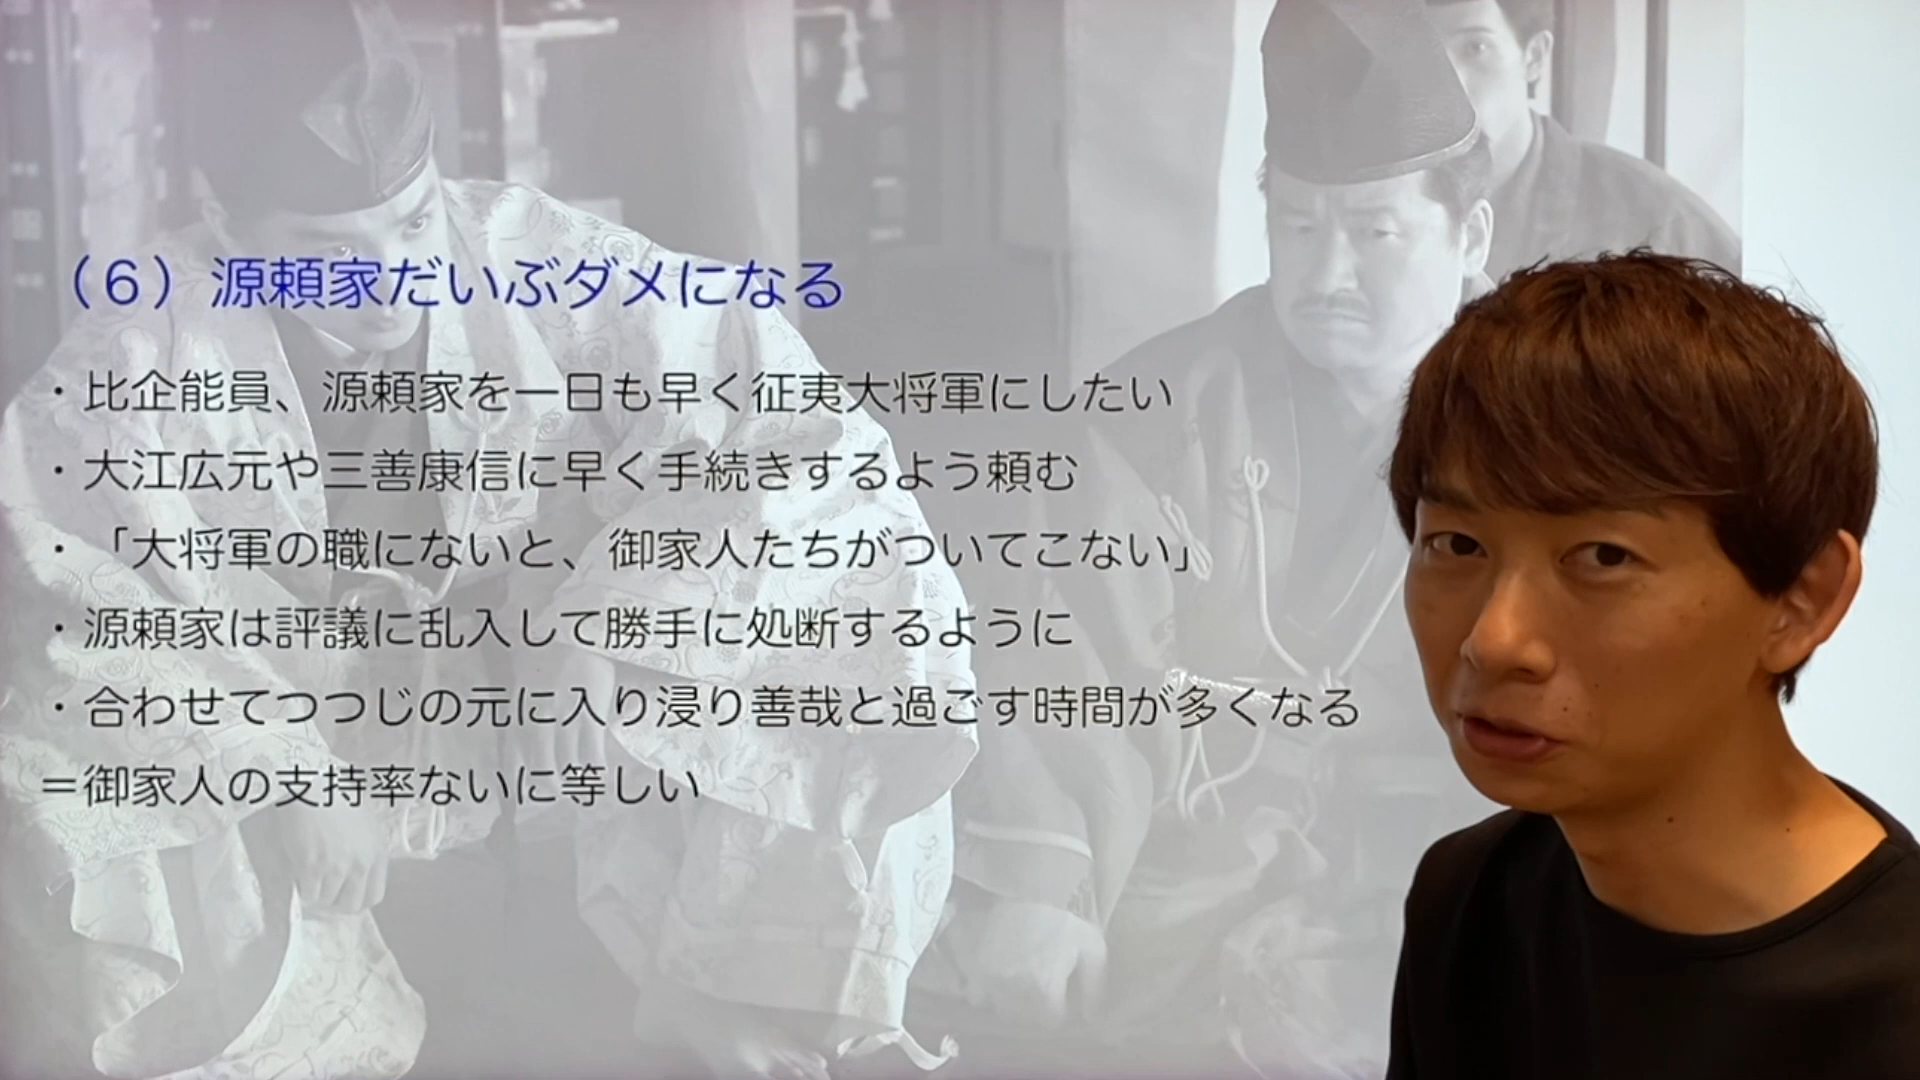 （６）源頼家だいぶダメになる
・比企能員、源頼家を一日も早く征夷大将軍にしたい
・大江広元や三善康信に早く手続きするよう頼む
・「大将軍の職にないと、御家人たちがついてこない」
・源頼家は評議に乱入して勝手に処断するように
・合わせてつつじの元に入り浸り善哉と過ごす時間が多くなる
＝御家人の支持率ないに等しい